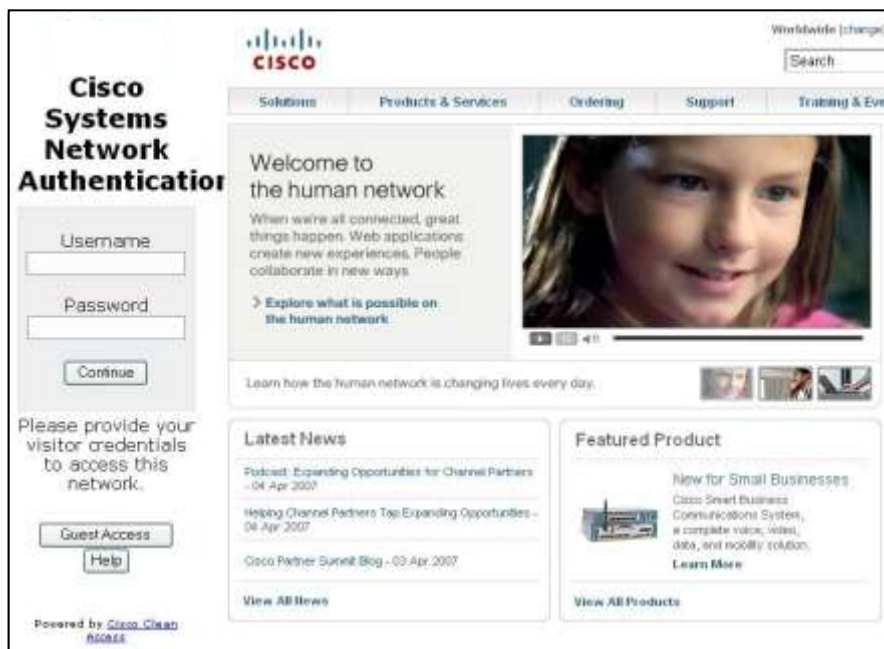 Cisco
Systems
Network
Authentication
Username
Password
Continue
Please provide your
visitor credentials
to access this
network.
Guest Access
Help
Powered by Cisco Clean
Access
CISCO
Worldwide [change]
Search
Solutions Products & Services Ordering Support Training & Eve
Welcome to
the human network
When we're all connected, great
things happen. Web applications
create new experiences. People
collaborate in new ways
> Explore what is possible on
the human network
Learn how the human network is changing lives every day.
Latest News
Podcast: Expanding Opportunities for Channel Partners
- 04 Apr 2007
Helping Channel Partners Tap Expanding Opportunities -
04 Apr 2007
Cisco Partner Summit Blog - 03 Apr 2007
View All News
Featured Product
New for Small Businesses
Cisco Smart Business
Communications System,
a complete voice, video,
data, and mobility solution.
Learn More
View All Products